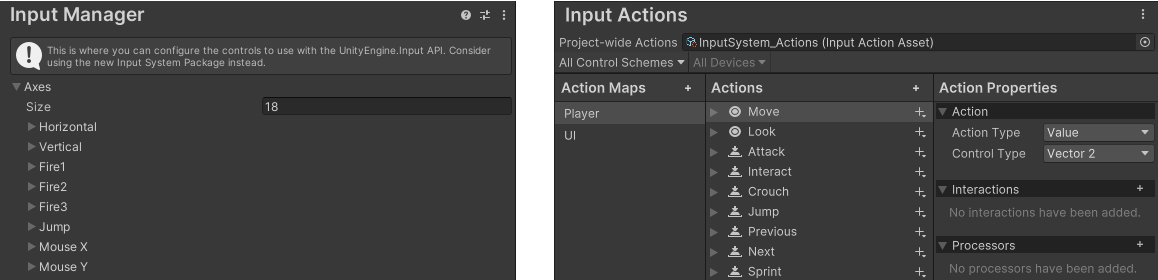 Input Manager
This is where you can configure the controls to use with the UnityEngine.Input API. Consider
using the new Input System Package instead.
Axes
Size 18
Horizontal
Vertical
Fire1
Fire2
Fire3
Jump
Mouse X
Mouse Y
Input Actions
Project-wide Actions InputSystem_Actions (Input Action Asset)
All Control Schemes All Devices
Action Maps +
Player
UI
Actions +
Move
Look
Attack
Interact
Crouch
Jump
Previous
Next
Sprint
Action Properties
Action
Action Type Value
Control Type Vector 2
Interactions +
No interactions have been added.
Processors +
No processors have been added.